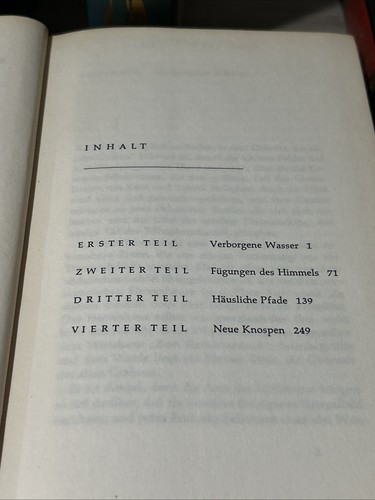 INHALT
ERSTER TEIL Verborgene Wasser 1
ZWEITER TEIL Fügungen des Himmels 71
DRITTER TEIL Häusliche Pfade 139
VIERTER TEIL Neue Knospen 249